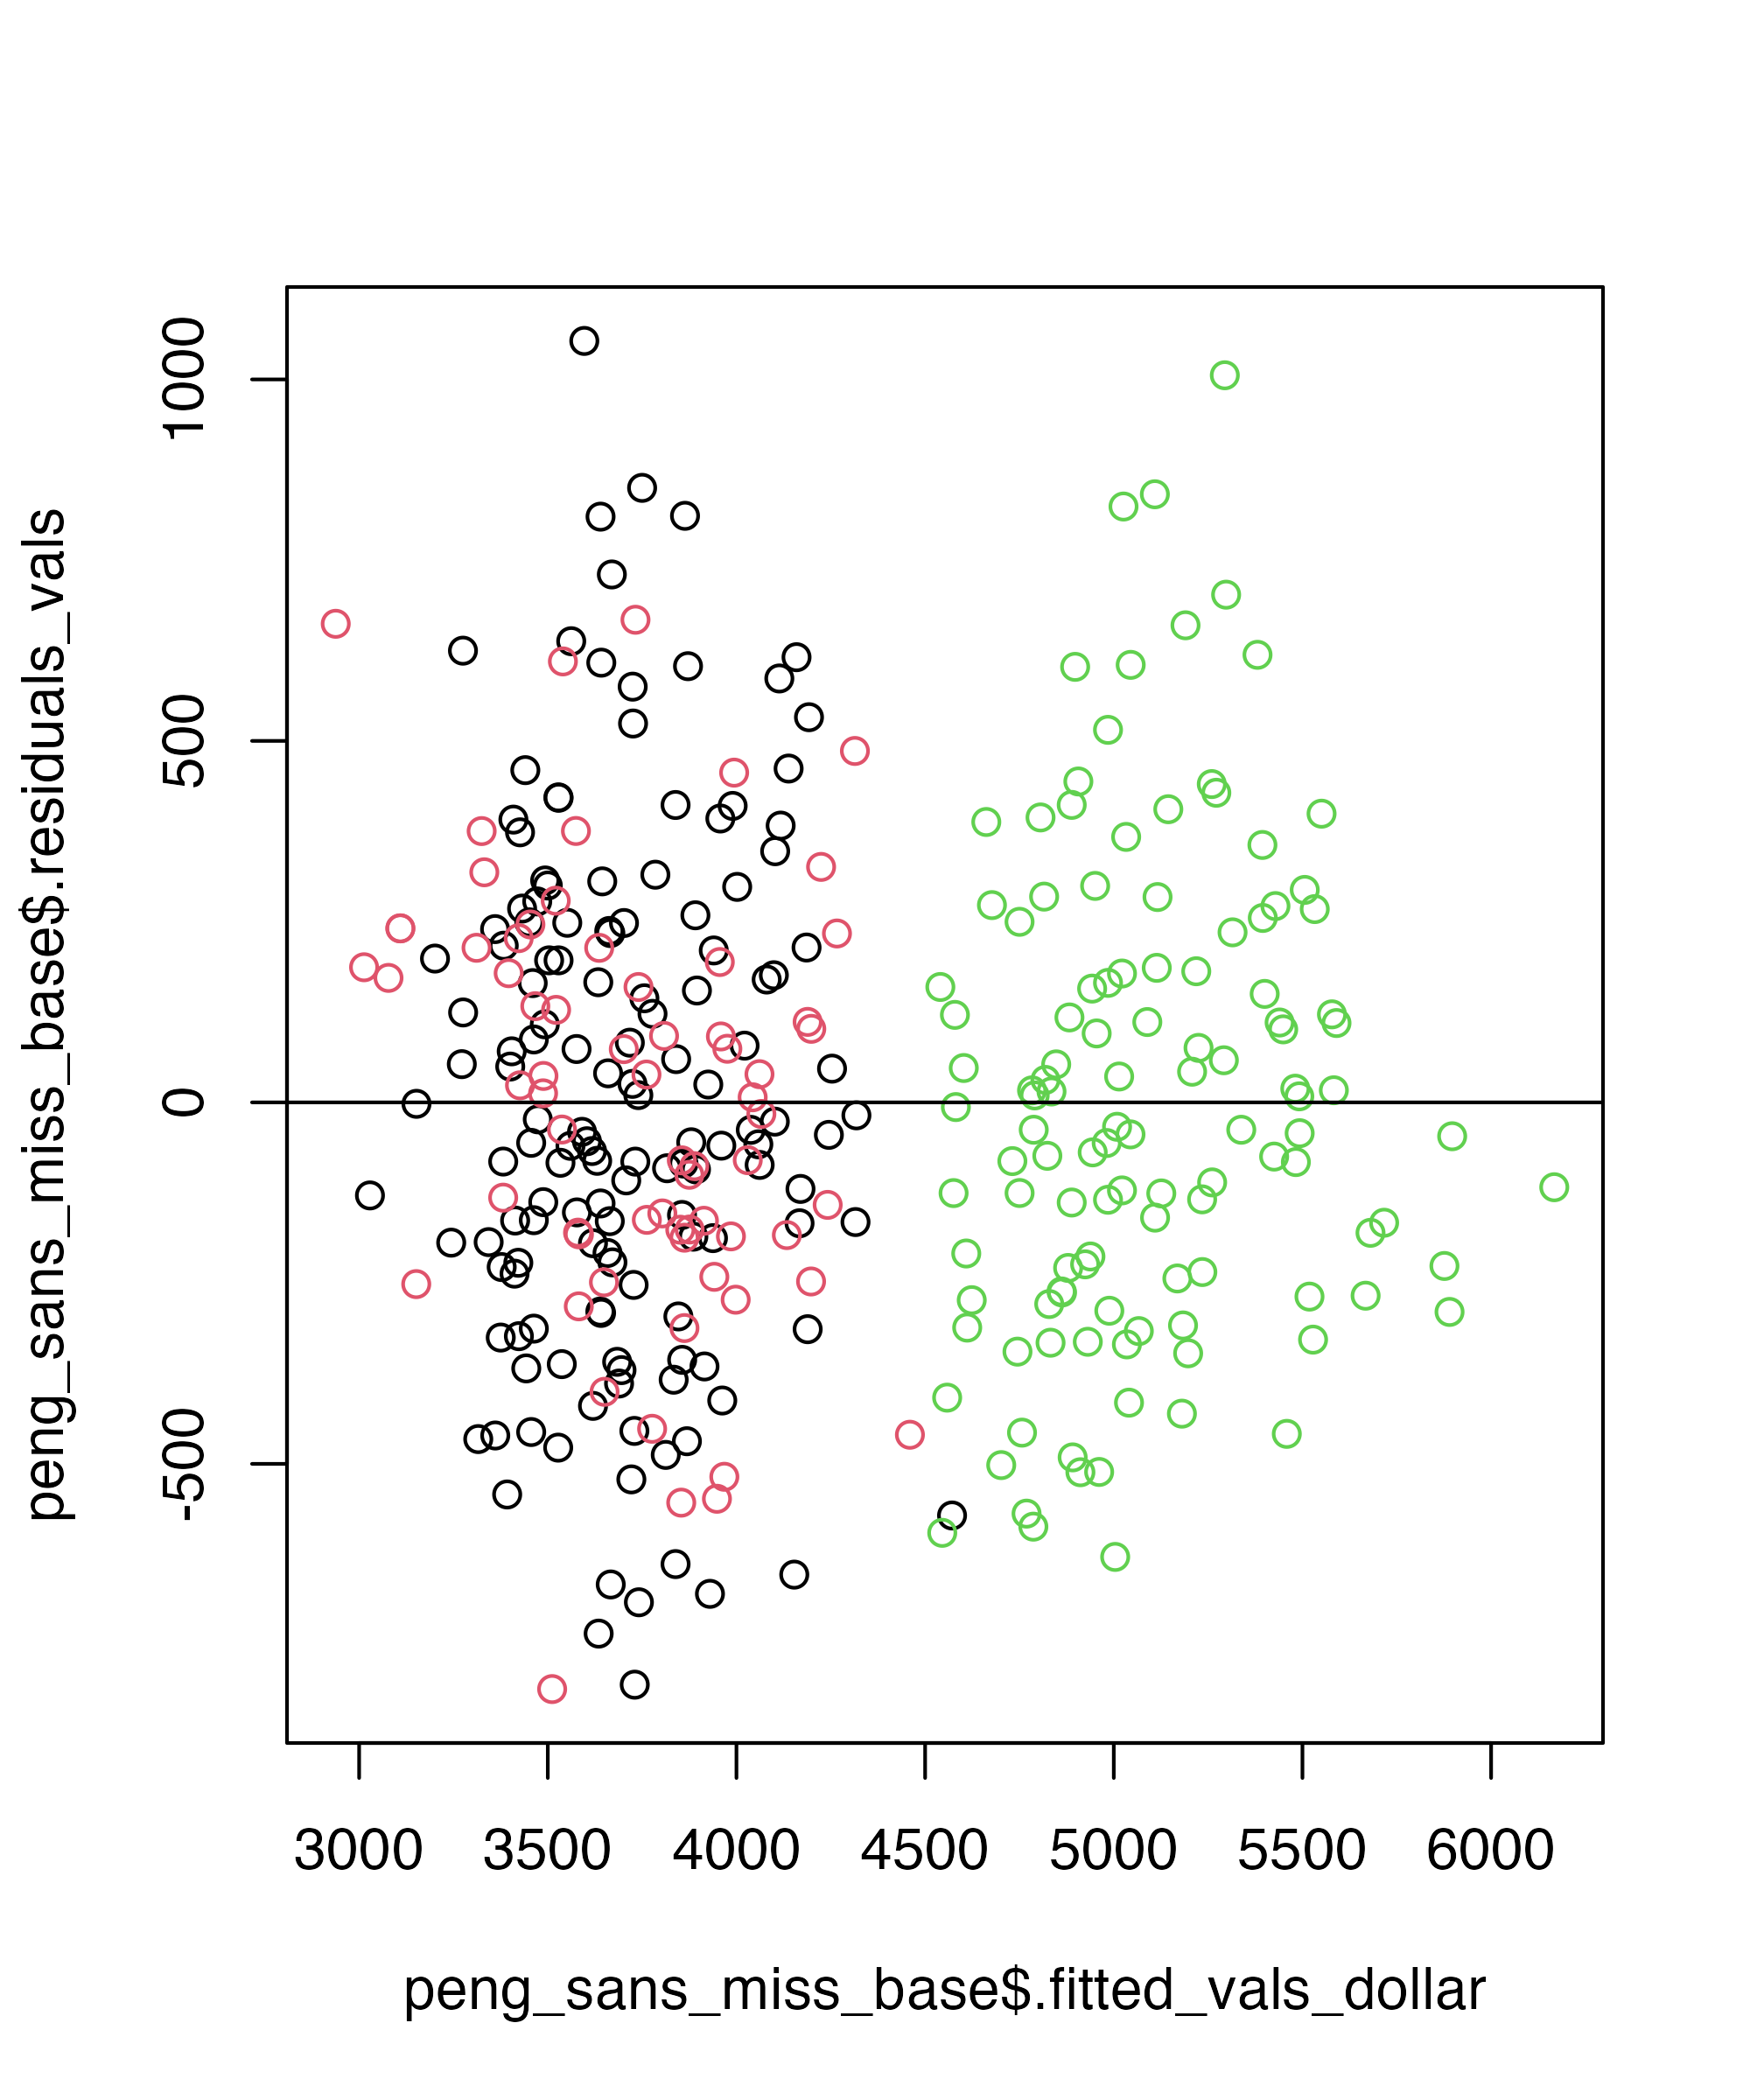 peng_sans_miss_base$.residuals_vals
1000
500
0
-500
3000 3500 4000 4500 5000 5500 6000
peng_sans_miss_base$.fitted_vals_dollar